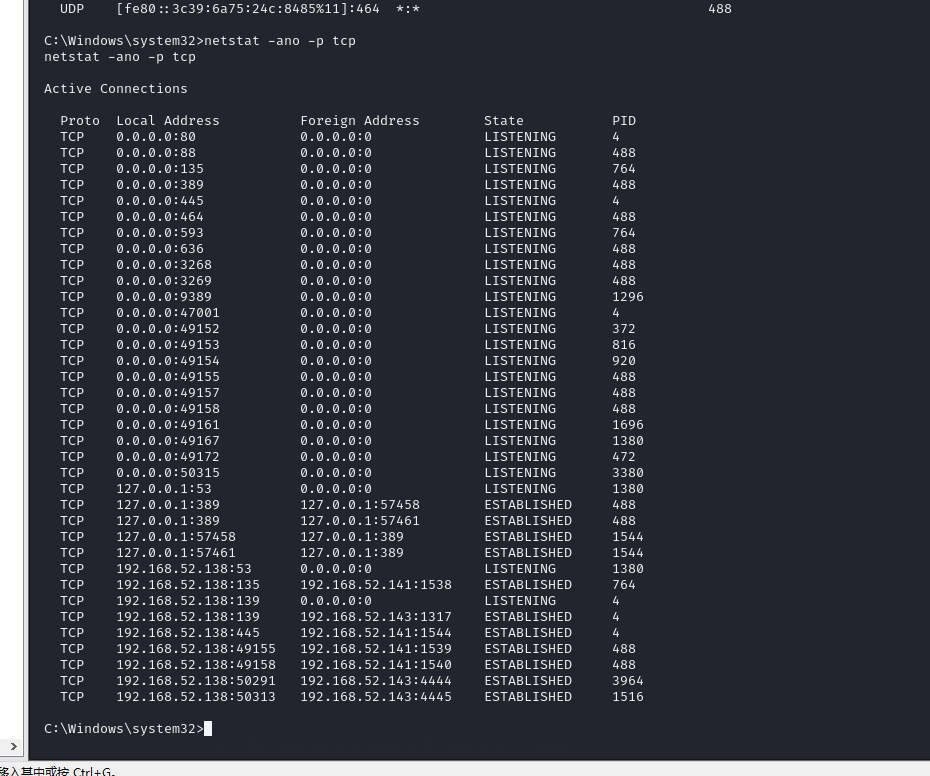 UDP    [fe80::3c39:6a75:24c:8485%11]:464  *:*                                    488
C:\Windows\system32>netstat -ano -p tcp
netstat -ano -p tcp
Active Connections
Proto  Local Address          Foreign Address        State           PID
TCP    0.0.0.0:80             0.0.0.0:0              LISTENING       4
TCP    0.0.0.0:88             0.0.0.0:0              LISTENING       488
TCP    0.0.0.0:135            0.0.0.0:0              LISTENING       764
TCP    0.0.0.0:389            0.0.0.0:0              LISTENING       488
TCP    0.0.0.0:445            0.0.0.0:0              LISTENING       4
TCP    0.0.0.0:464            0.0.0.0:0              LISTENING       488
TCP    0.0.0.0:593            0.0.0.0:0              LISTENING       764
TCP    0.0.0.0:636            0.0.0.0:0              LISTENING       488
TCP    0.0.0.0:3268           0.0.0.0:0              LISTENING       488
TCP    0.0.0.0:3269           0.0.0.0:0              LISTENING       488
TCP    0.0.0.0:9389           0.0.0.0:0              LISTENING       1296
TCP    0.0.0.0:47001          0.0.0.0:0              LISTENING       4
TCP    0.0.0.0:49152          0.0.0.0:0              LISTENING       372
TCP    0.0.0.0:49153          0.0.0.0:0              LISTENING       816
TCP    0.0.0.0:49154          0.0.0.0:0              LISTENING       920
TCP    0.0.0.0:49155          0.0.0.0:0              LISTENING       488
TCP    0.0.0.0:49157          0.0.0.0:0              LISTENING       488
TCP    0.0.0.0:49158          0.0.0.0:0              LISTENING       488
TCP    0.0.0.0:49161          0.0.0.0:0              LISTENING       1696
TCP    0.0.0.0:49167          0.0.0.0:0              LISTENING       1380
TCP    0.0.0.0:49172          0.0.0.0:0              LISTENING       472
TCP    0.0.0.0:50315          0.0.0.0:0              LISTENING       3380
TCP    127.0.0.1:53           0.0.0.0:0              LISTENING       1380
TCP    127.0.0.1:389          127.0.0.1:57458        ESTABLISHED     488
TCP    127.0.0.1:389          127.0.0.1:57461        ESTABLISHED     488
TCP    127.0.0.1:57458        127.0.0.1:389          ESTABLISHED     1544
TCP    127.0.0.1:57461        127.0.0.1:389          ESTABLISHED     1544
TCP    192.168.52.138:53      0.0.0.0:0              LISTENING       1380
TCP    192.168.52.138:135     192.168.52.141:1538    ESTABLISHED     764
TCP    192.168.52.138:139     0.0.0.0:0              LISTENING       4
TCP    192.168.52.138:139     192.168.52.143:1317    ESTABLISHED     4
TCP    192.168.52.138:445     192.168.52.141:1544    ESTABLISHED     4
TCP    192.168.52.138:49155   192.168.52.141:1539    ESTABLISHED     488
TCP    192.168.52.138:49158   192.168.52.141:1540    ESTABLISHED     488
TCP    192.168.52.138:50291   192.168.52.143:4444    ESTABLISHED     3964
TCP    192.168.52.138:50313   192.168.52.143:4445    ESTABLISHED     1516
C:\Windows\system32>
移入其中或按 Ctrl+G。